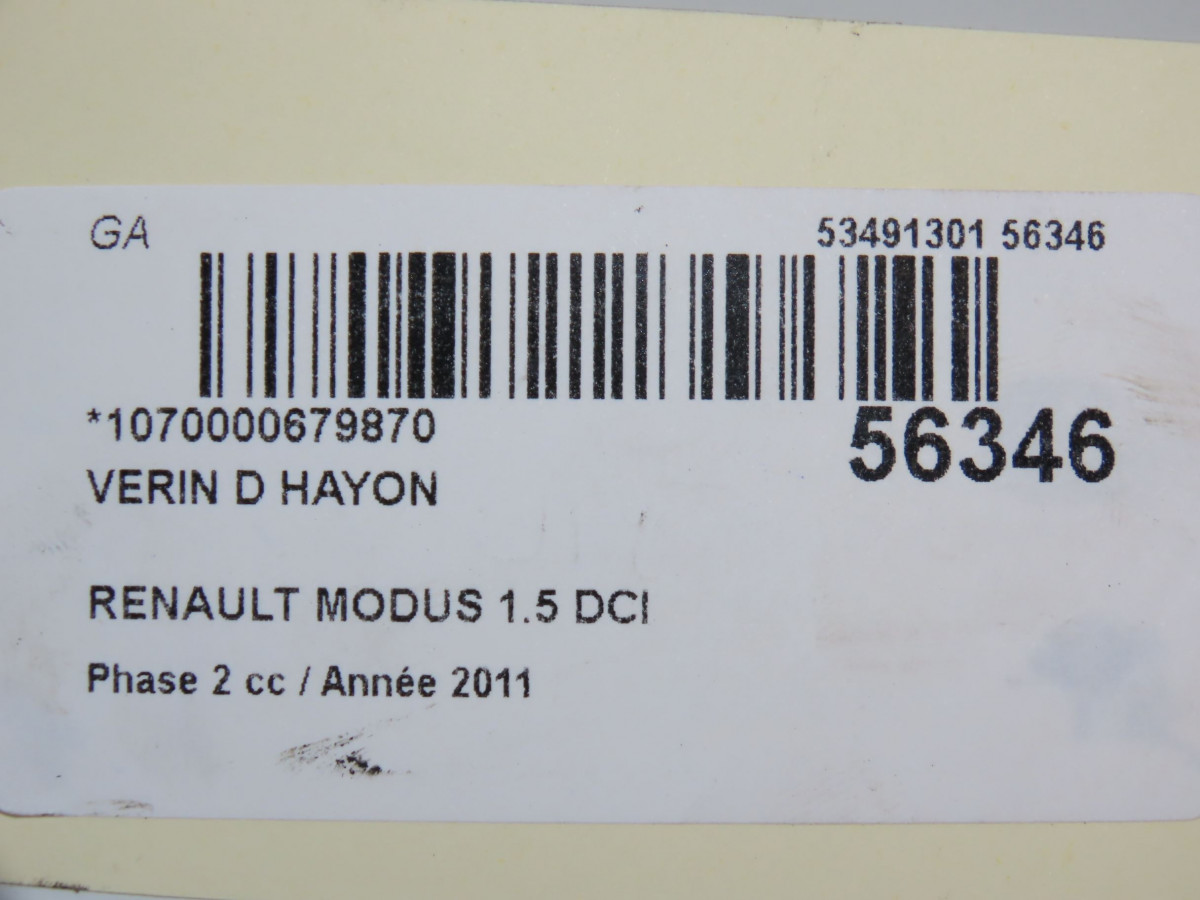 GA
53491301 56346
*1070000679870
56346
VERIN D HAYON
RENAULT MODUS 1.5 DCI
Phase 2 cc / Année 2011